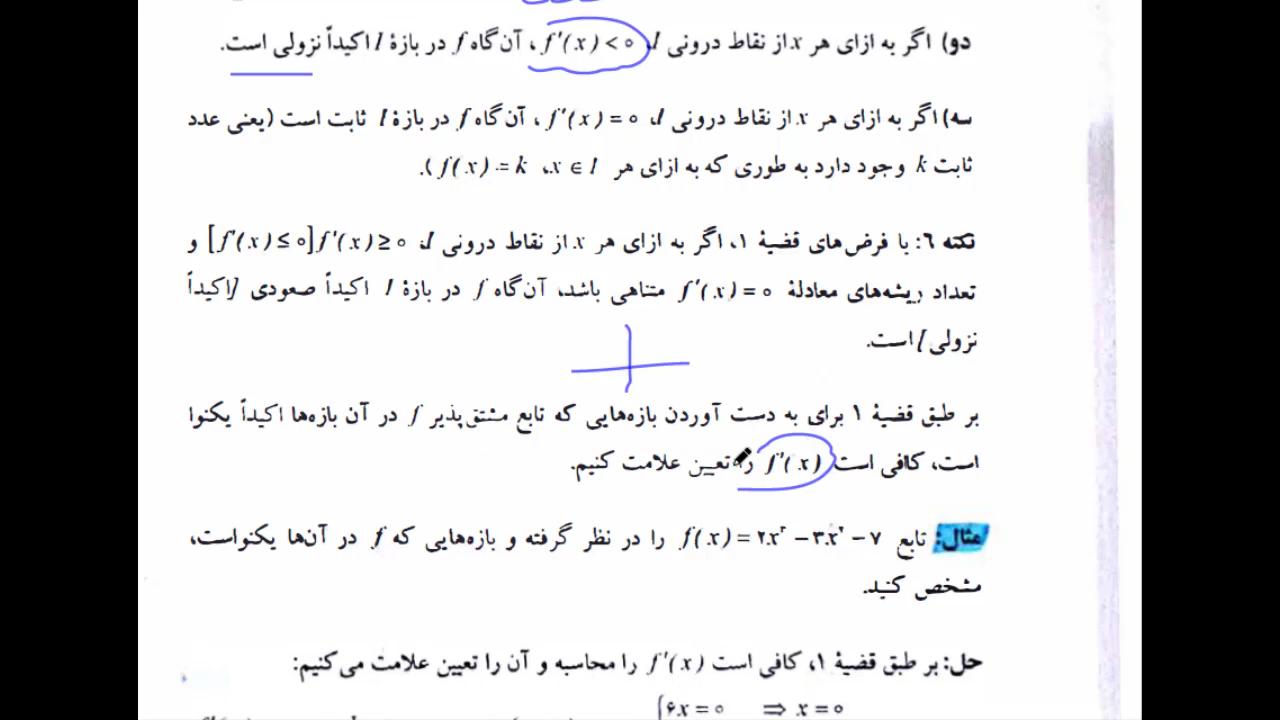 دو) اگر به ازای هر x از نقاط درونی I، f'(x) < ۰، آن‌گاه f در بازهٔ I اکیداً نزولی است.
سه) اگر به ازای هر x از نقاط درونی I، f'(x) = ۰، آن‌گاه f در بازهٔ I ثابت است (یعنی عدد
ثابت k وجود دارد به طوری که به ازای هر x ∈ I، f(x) = k).
نکته ۶: با فرض‌های قضیهٔ ۱، اگر به ازای هر x از نقاط درونی I، f'(x) ≥ ۰ [f'(x) ≤ ۰] و
تعداد ریشه‌های معادلهٔ f'(x) = ۰ متناهی باشد، آن‌گاه f در بازهٔ I اکیداً صعودی [اکیداً
نزولی] است.
بر طبق قضیهٔ ۱ برای به دست آوردن بازه‌هایی که تابع مشتق‌پذیر f در آن بازه‌ها اکیداً یکنوا
است، کافی است f'(x) را تعیین علامت کنیم.
مثال: تابع f(x) = ۲x³ − ۳x² − ۷ را در نظر گرفته و بازه‌هایی که f در آن‌ها یکنواست،
مشخص کنید.
حل: بر طبق قضیهٔ ۱، کافی است f'(x) را محاسبه و آن را تعیین علامت می‌کنیم:
۶x = ۰ ⟹ x = ۰